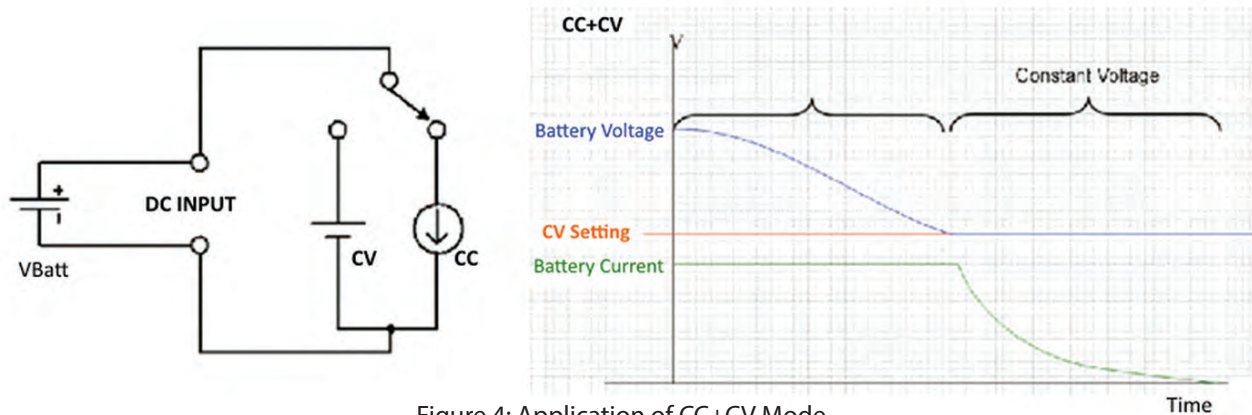 CC+CV
V
Constant Voltage
Battery Voltage
+
DC INPUT
CV Setting
CV
CC
Battery Current
VBatt
Time
Figure 4: Application of CC+CV Mode